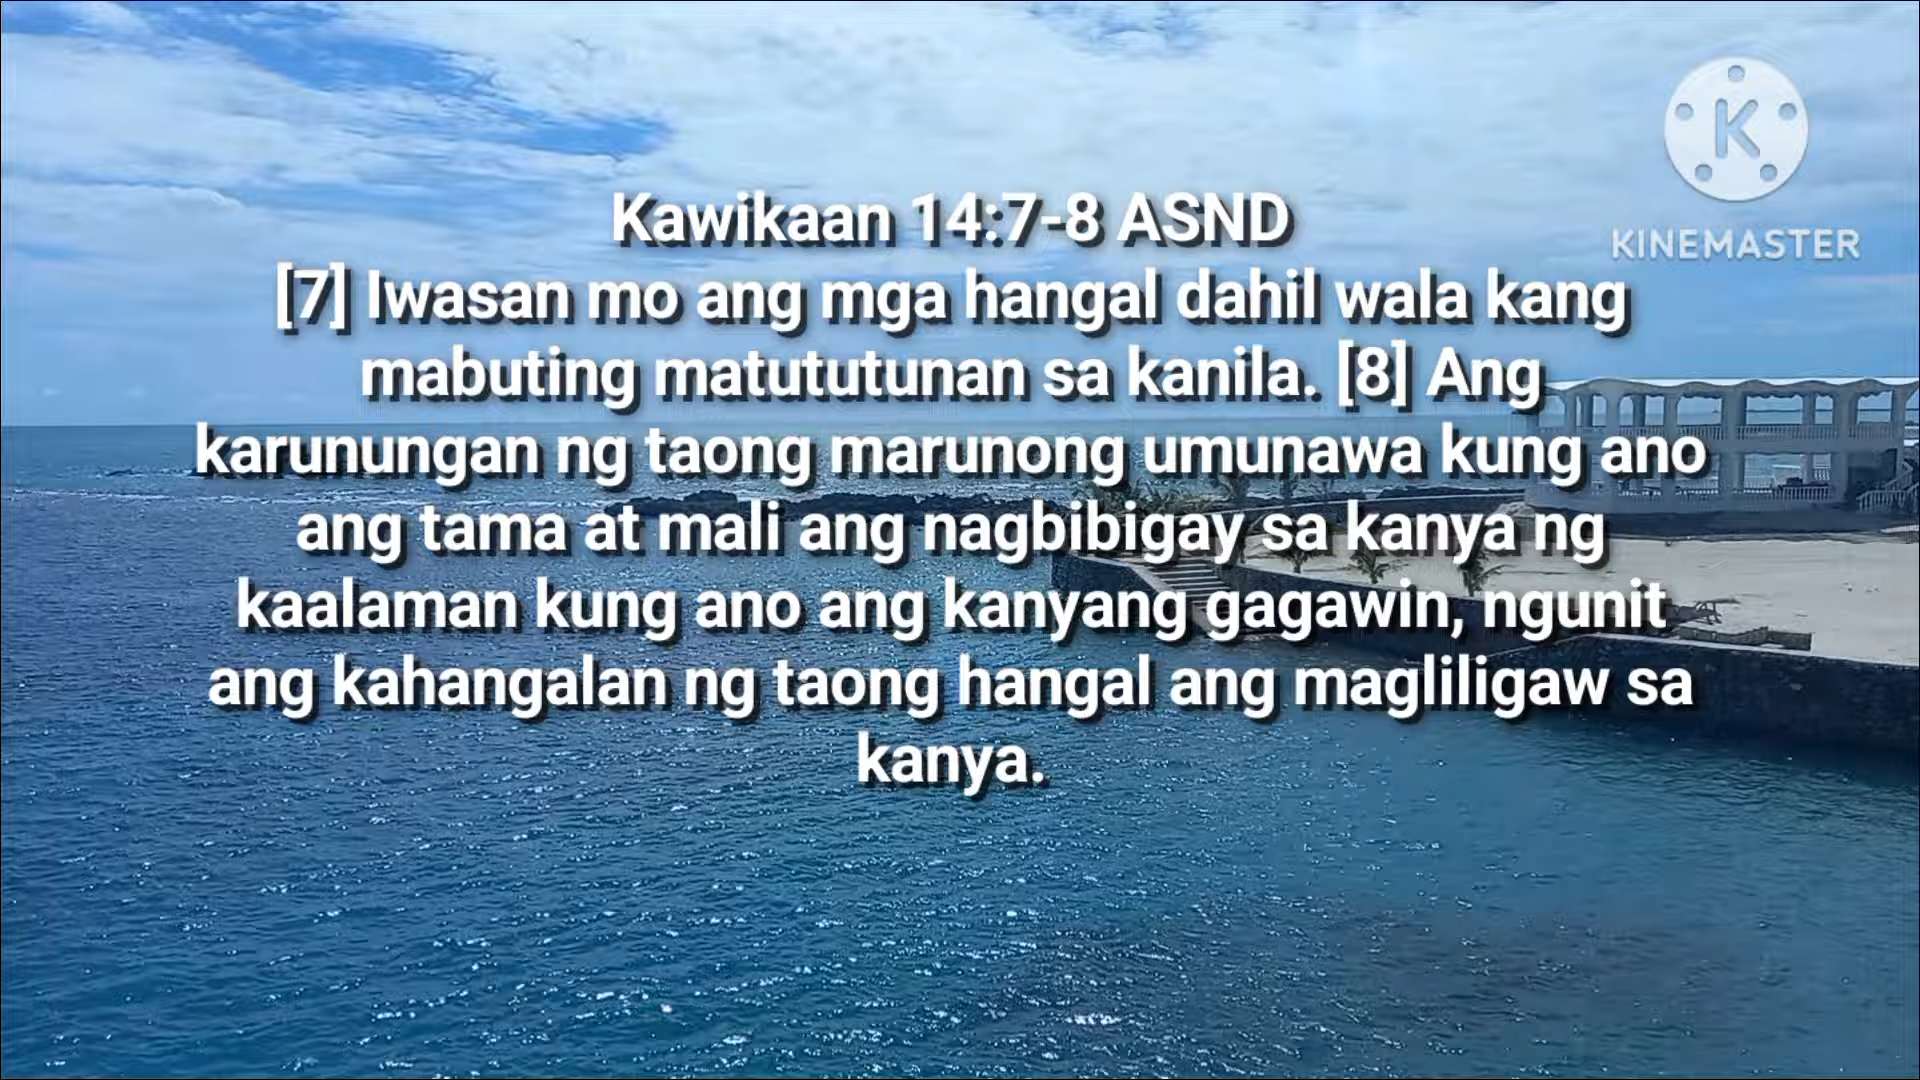 Kawikaan 14:7-8 ASND
[7] Iwasan mo ang mga hangal dahil wala kang
mabuting matututunan sa kanila. [8] Ang
karunungan ng taong marunong umunawa kung ano
ang tama at mali ang nagbibigay sa kanya ng
kaalaman kung ano ang kanyang gagawin, ngunit
ang kahangalan ng taong hangal ang magliligaw sa
kanya.
K
KINEMASTER